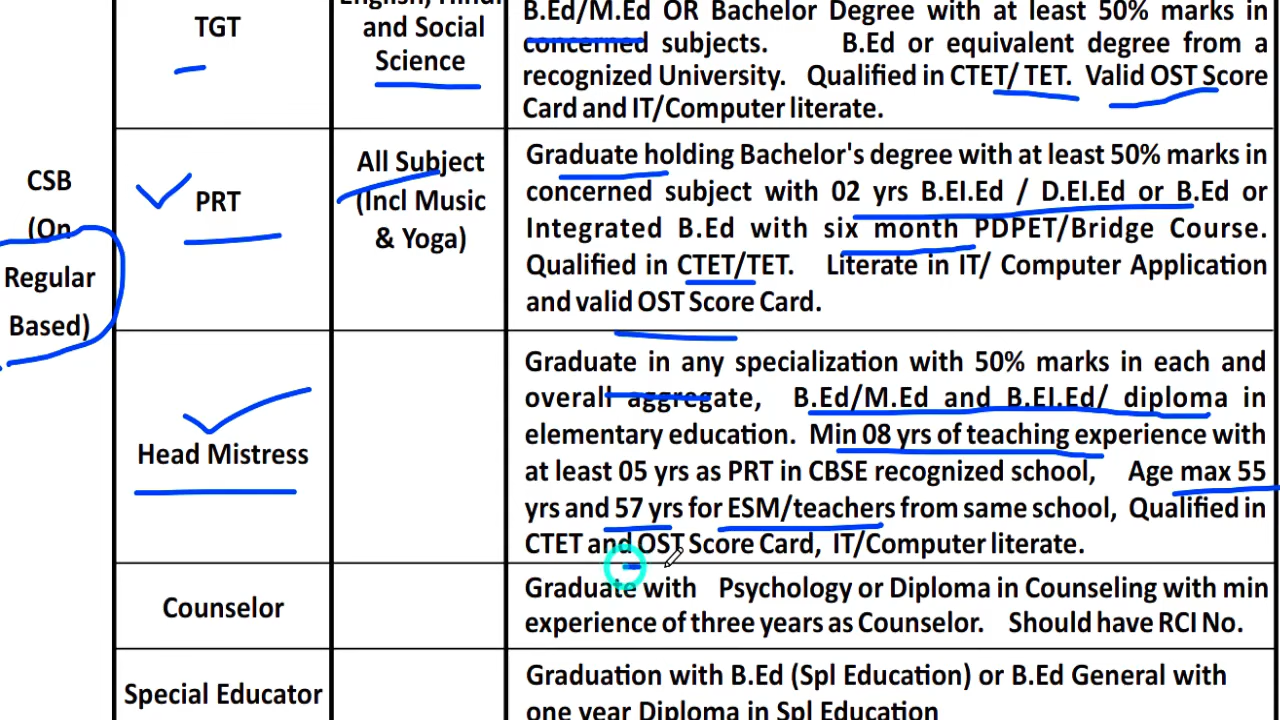 TGT
English, Hindi
and Social
Science
B.Ed/M.Ed OR Bachelor Degree with at least 50% marks in
concerned subjects. B.Ed or equivalent degree from a
recognized University. Qualified in CTET/ TET. Valid OST Score
Card and IT/Computer literate.
CSB
(On
Regular
Based)
PRT
All Subject
(Incl Music
& Yoga)
Graduate holding Bachelor's degree with at least 50% marks in
concerned subject with 02 yrs B.EI.Ed / D.EI.Ed or B.Ed or
Integrated B.Ed with six month PDPET/Bridge Course.
Qualified in CTET/TET. Literate in IT/ Computer Application
and valid OST Score Card.
Head Mistress
Graduate in any specialization with 50% marks in each and
overall aggregate, B.Ed/M.Ed and B.EI.Ed/ diploma in
elementary education. Min 08 yrs of teaching experience with
at least 05 yrs as PRT in CBSE recognized school, Age max 55
yrs and 57 yrs for ESM/teachers from same school, Qualified in
CTET and OST Score Card, IT/Computer literate.
Counselor
Graduate with Psychology or Diploma in Counseling with min
experience of three years as Counselor. Should have RCI No.
Special Educator
Graduation with B.Ed (Spl Education) or B.Ed General with
one year Diploma in Spl Education